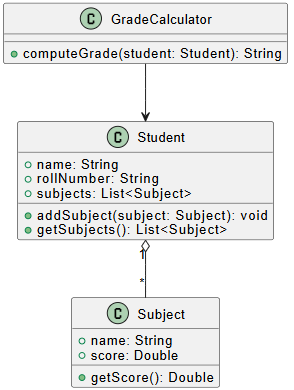 C GradeCalculator
computeGrade(student: Student): String
C Student
name: String
rollNumber: String
subjects: List<Subject>
addSubject(subject: Subject): void
getSubjects(): List<Subject>
1
*
C Subject
name: String
score: Double
getScore(): Double